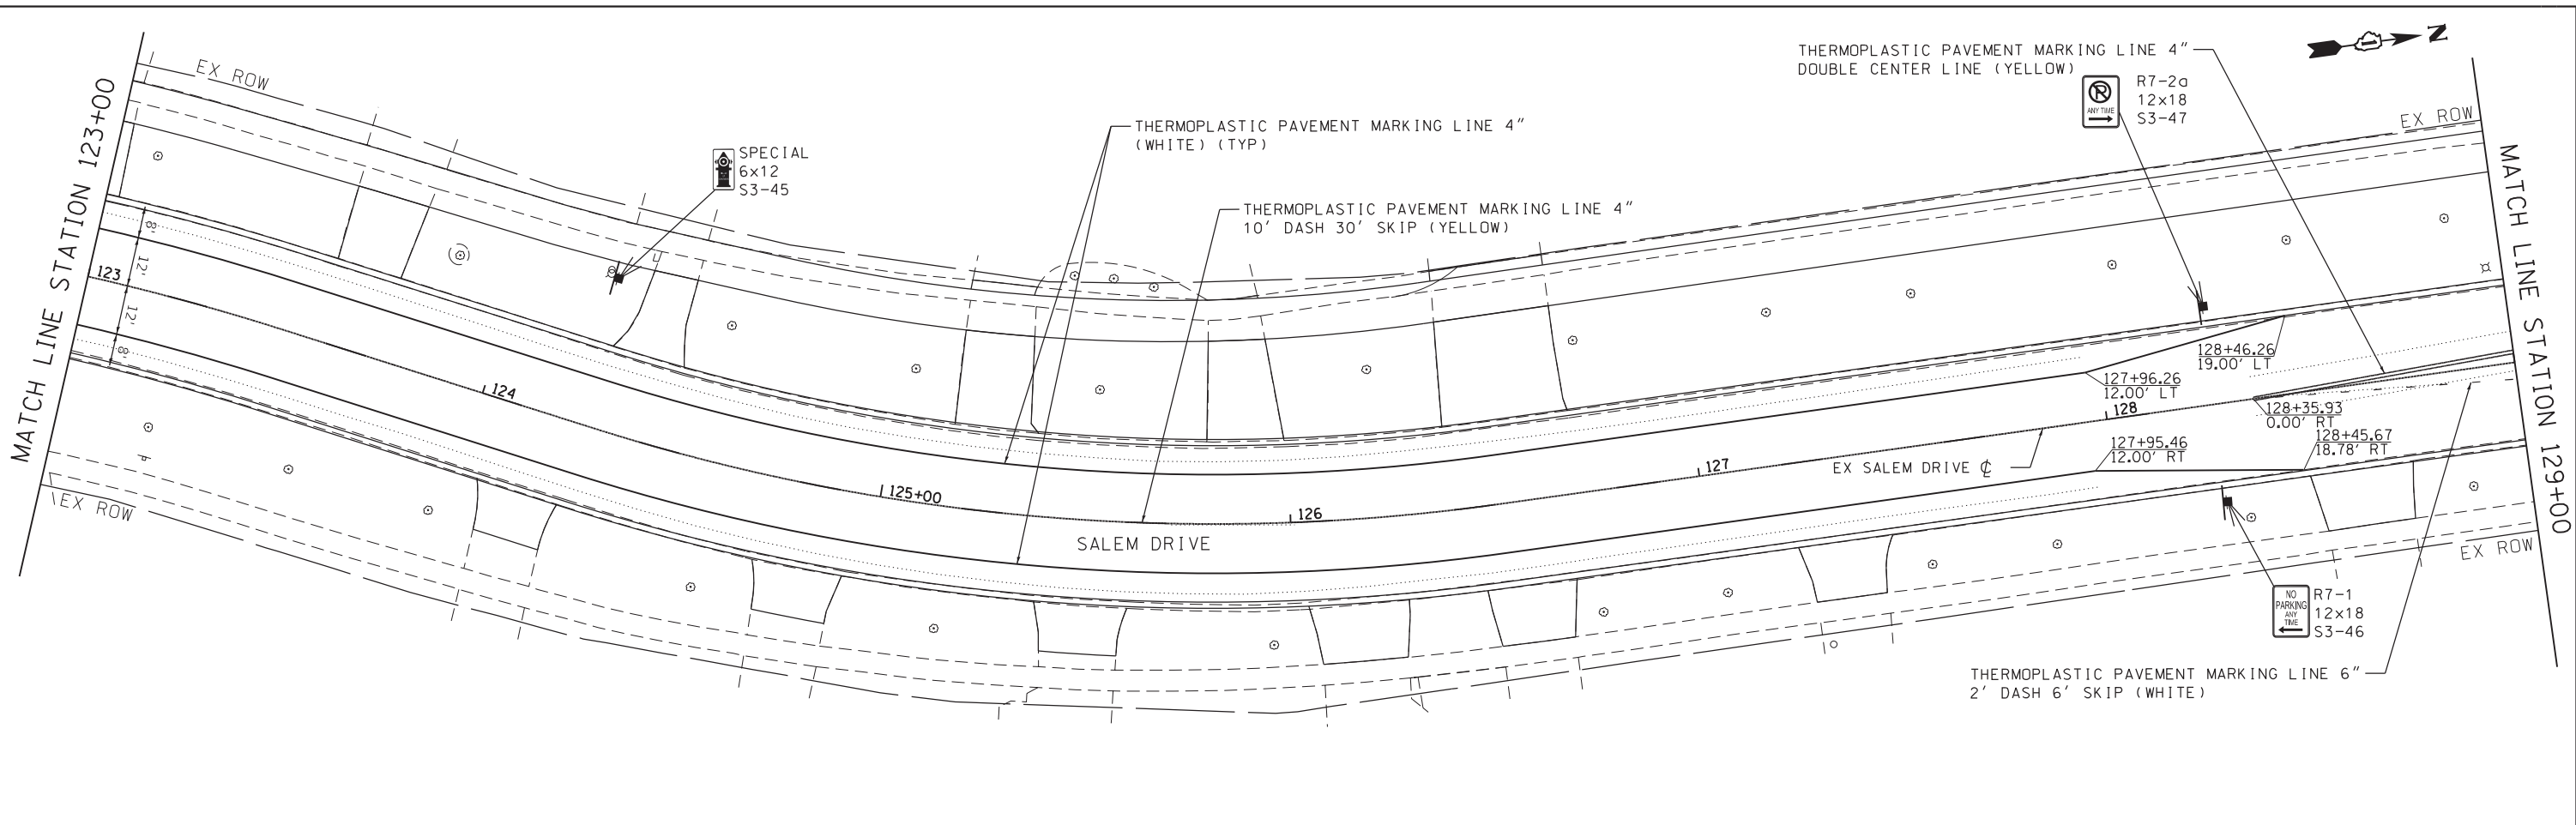 MATCH LINE STATION 123+00
EX ROW
SPECIAL
6x12
S3-45
THERMOPLASTIC PAVEMENT MARKING LINE 4"
(WHITE) (TYP)
THERMOPLASTIC PAVEMENT MARKING LINE 4"
10' DASH 30' SKIP (YELLOW)
THERMOPLASTIC PAVEMENT MARKING LINE 4"
DOUBLE CENTER LINE (YELLOW)
P
ANY TIME
R7-2a
12x18
S3-47
N
EX ROW
MATCH LINE STATION 129+00
8'
12'
12'
8'
123
124
125+00
126
127
128
SALEM DRIVE
EX SALEM DRIVE ℄
128+46.26
19.00' LT
127+96.26
12.00' LT
128+35.93
0.00' RT
127+95.46
12.00' RT
128+45.67
18.78' RT
EX ROW
EX ROW
NO
PARKING
ANY
TIME
R7-1
12x18
S3-46
THERMOPLASTIC PAVEMENT MARKING LINE 6"
2' DASH 6' SKIP (WHITE)